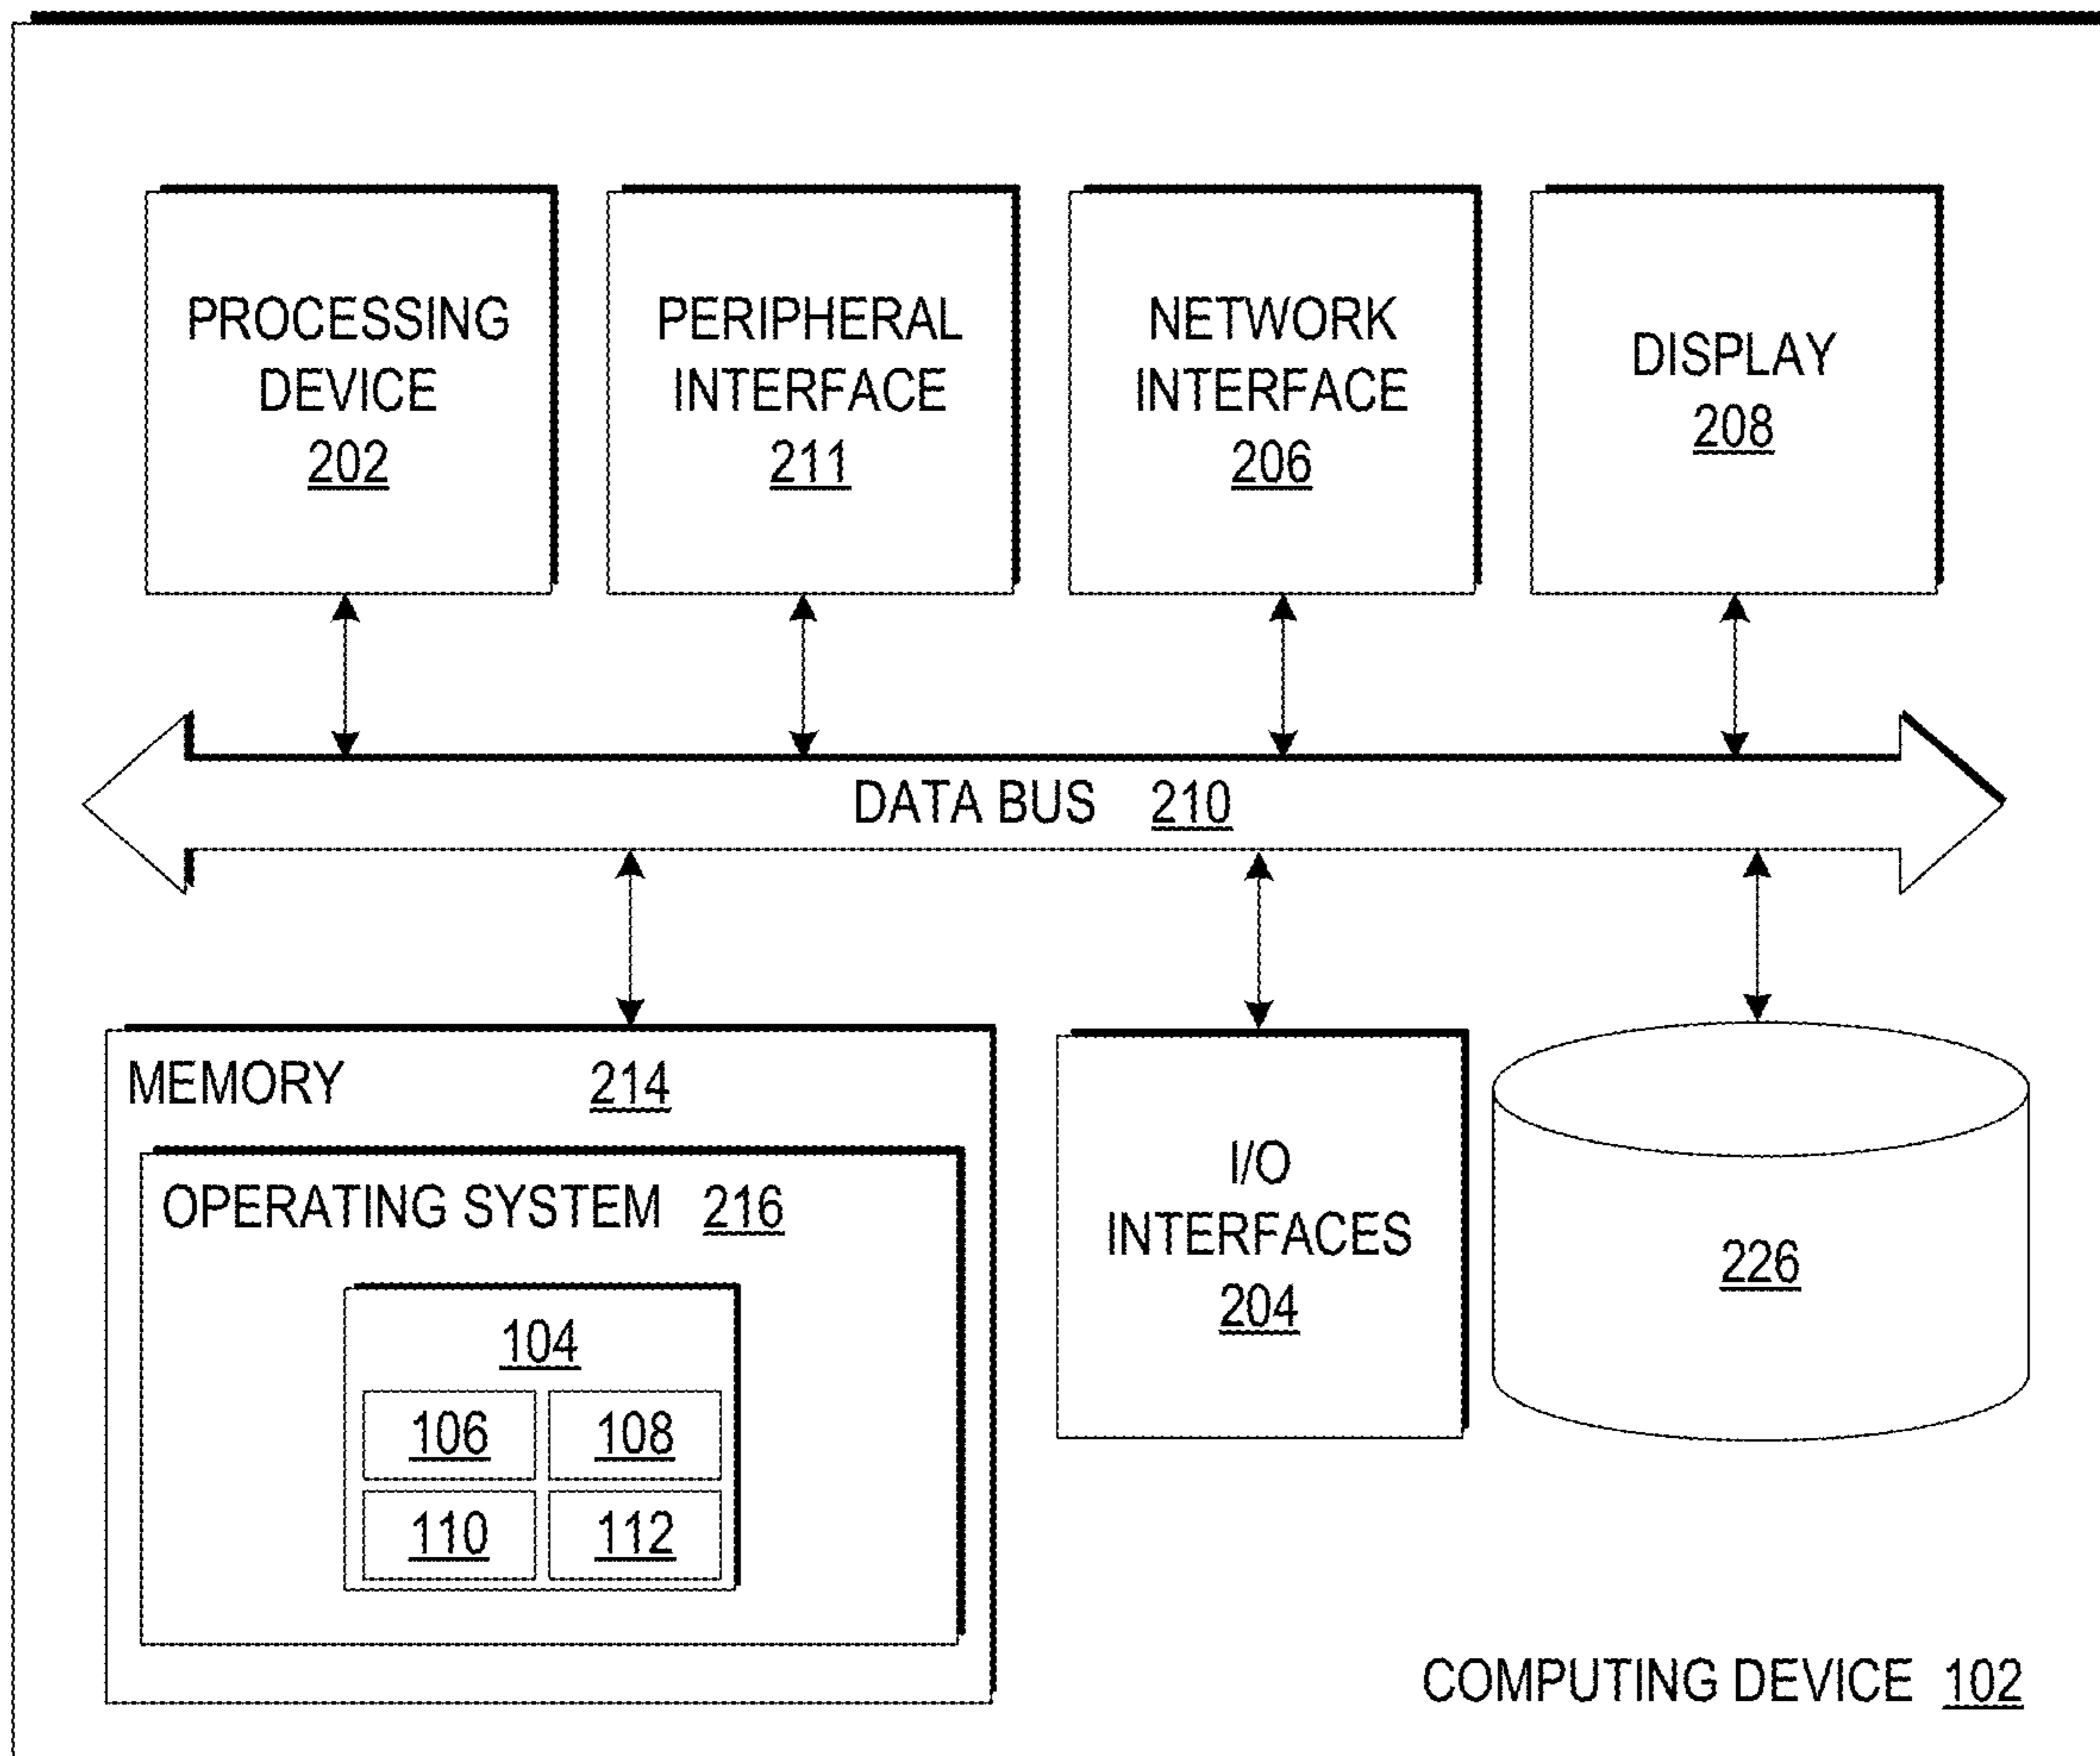 PROCESSING
DEVICE
202
PERIPHERAL
INTERFACE
211
NETWORK
INTERFACE
206
DISPLAY
208
DATA BUS 210
MEMORY 214
OPERATING SYSTEM 216
104
106 108
110 112
I/O
INTERFACES
204
226
COMPUTING DEVICE 102